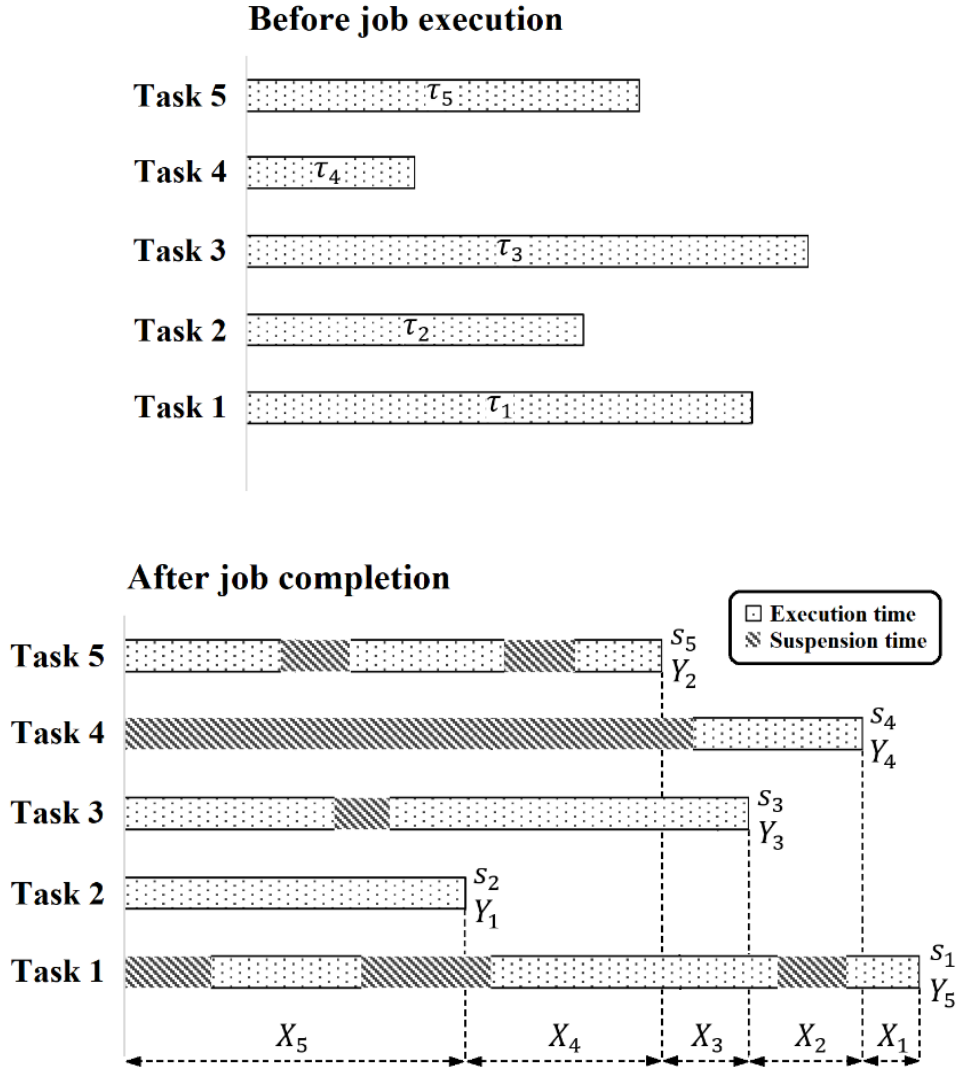 Before job execution
Task 5
τ5
Task 4
τ4
Task 3
τ3
Task 2
τ2
Task 1
τ1
After job completion
Execution time
Suspension time
Task 5
s5
Y2
Task 4
s4
Y4
Task 3
s3
Y3
Task 2
s2
Y1
Task 1
s1
Y5
X5 X4 X3 X2 X1